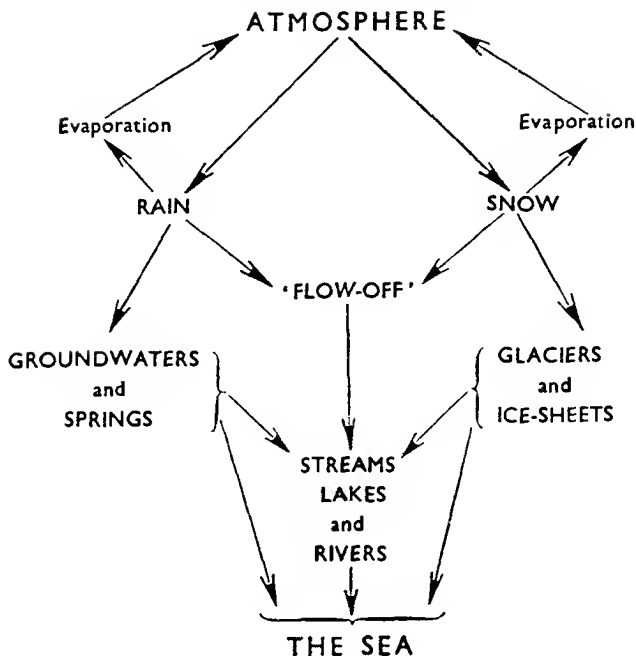 ATMOSPHERE
Evaporation
Evaporation
RAIN
SNOW
'FLOW-OFF'
GROUNDWATERS
and
SPRINGS
GLACIERS
and
ICE-SHEETS
STREAMS
LAKES
and
RIVERS
THE SEA